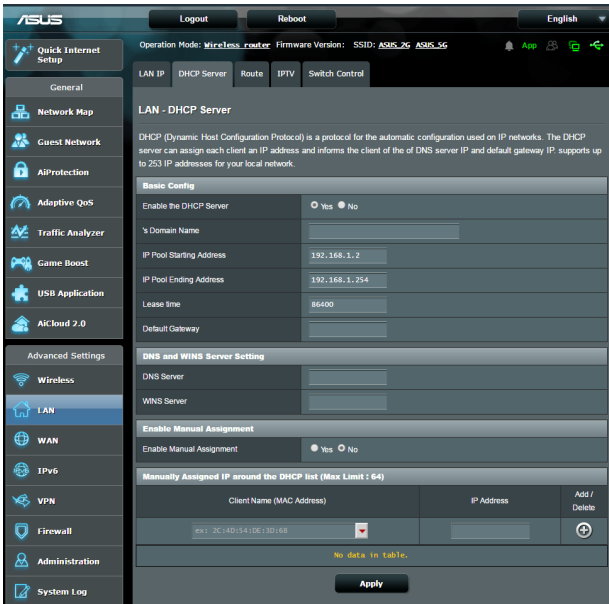 ASUS
Logout
Reboot
English
Quick Internet
Setup
Operation Mode: Wireless router Firmware Version: SSID: ASUS_2G ASUS_5G
App
General
Network Map
Guest Network
AiProtection
Adaptive QoS
Traffic Analyzer
Game Boost
USB Application
AiCloud 2.0
Advanced Settings
Wireless
LAN
WAN
IPv6
VPN
Firewall
Administration
System Log
LAN IP DHCP Server Route IPTV Switch Control
LAN - DHCP Server
DHCP (Dynamic Host Configuration Protocol) is a protocol for the automatic configuration used on IP networks. The DHCP
server can assign each client an IP address and informs the client of the of DNS server IP and default gateway IP. supports up
to 253 IP addresses for your local network.
Basic Config
Enable the DHCP Server Yes No
's Domain Name
IP Pool Starting Address 192.168.1.2
IP Pool Ending Address 192.168.1.254
Lease time 86400
Default Gateway
DNS and WINS Server Setting
DNS Server
WINS Server
Enable Manual Assignment
Enable Manual Assignment Yes No
Manually Assigned IP around the DHCP list (Max Limit : 64)
Client Name (MAC Address) IP Address Add /
Delete
ex: 2C:4D:54:DE:3D:68
No data in table.
Apply